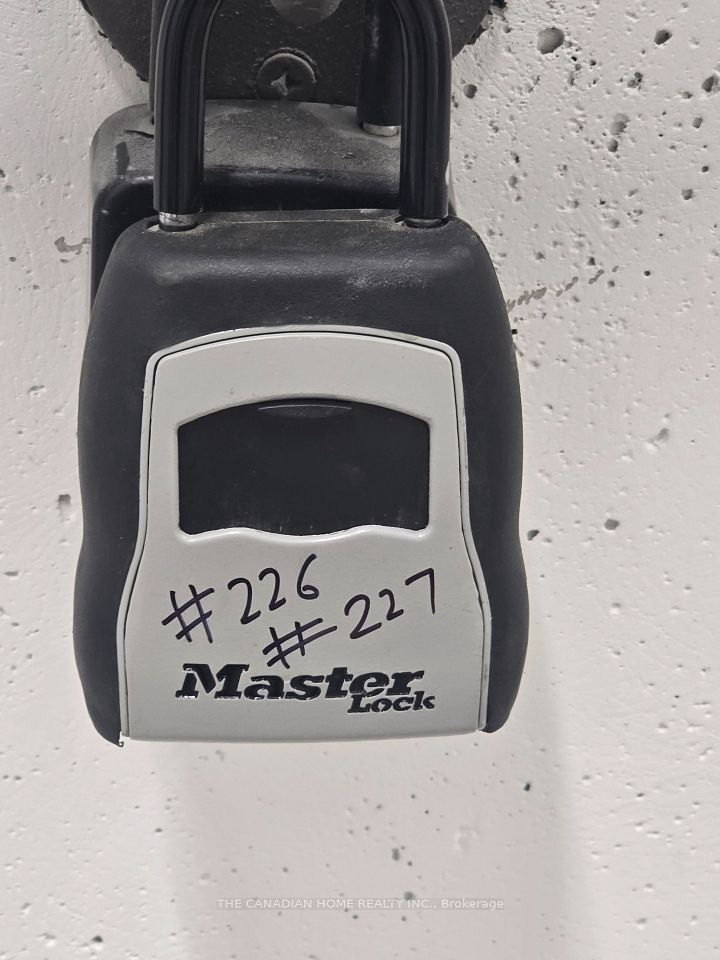 #226
#227
Master
Lock
THE CANADIAN HOME REALTY INC., Brokerage